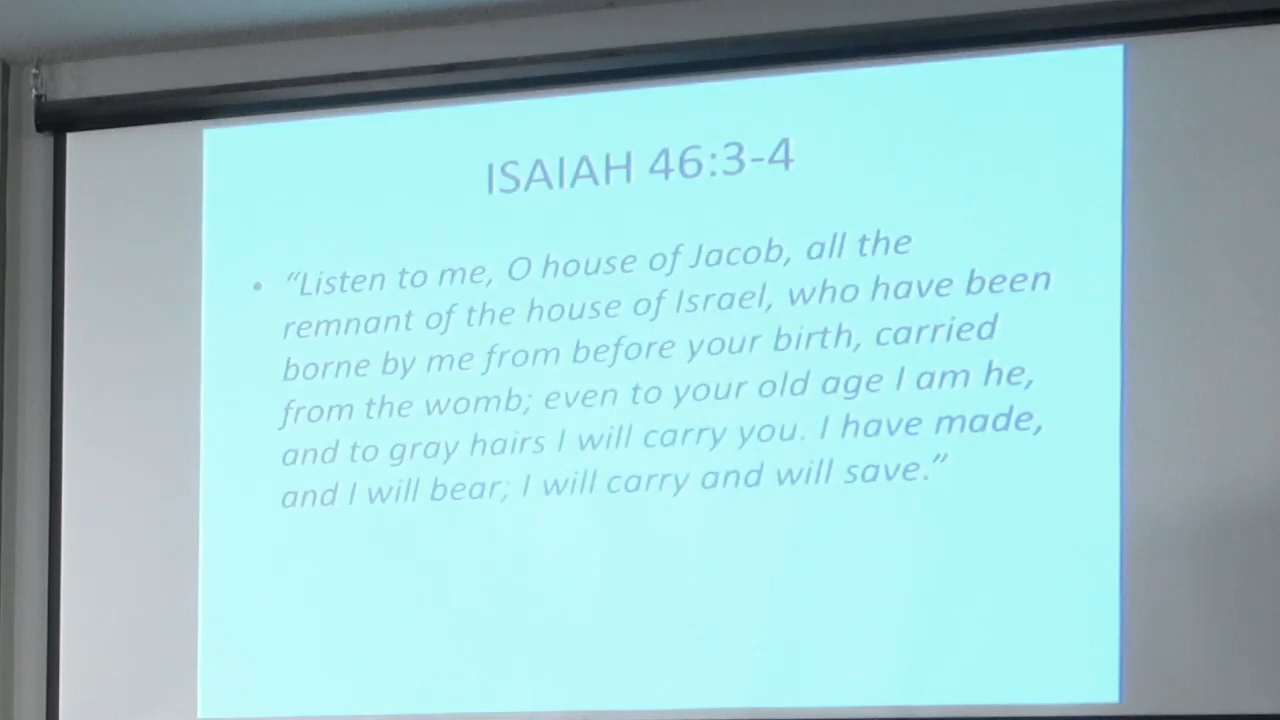 ISAIAH 46:3-4
• “Listen to me, O house of Jacob, all the
remnant of the house of Israel, who have been
borne by me from before your birth, carried
from the womb; even to your old age I am he,
and to gray hairs I will carry you. I have made,
and I will bear; I will carry and will save.”